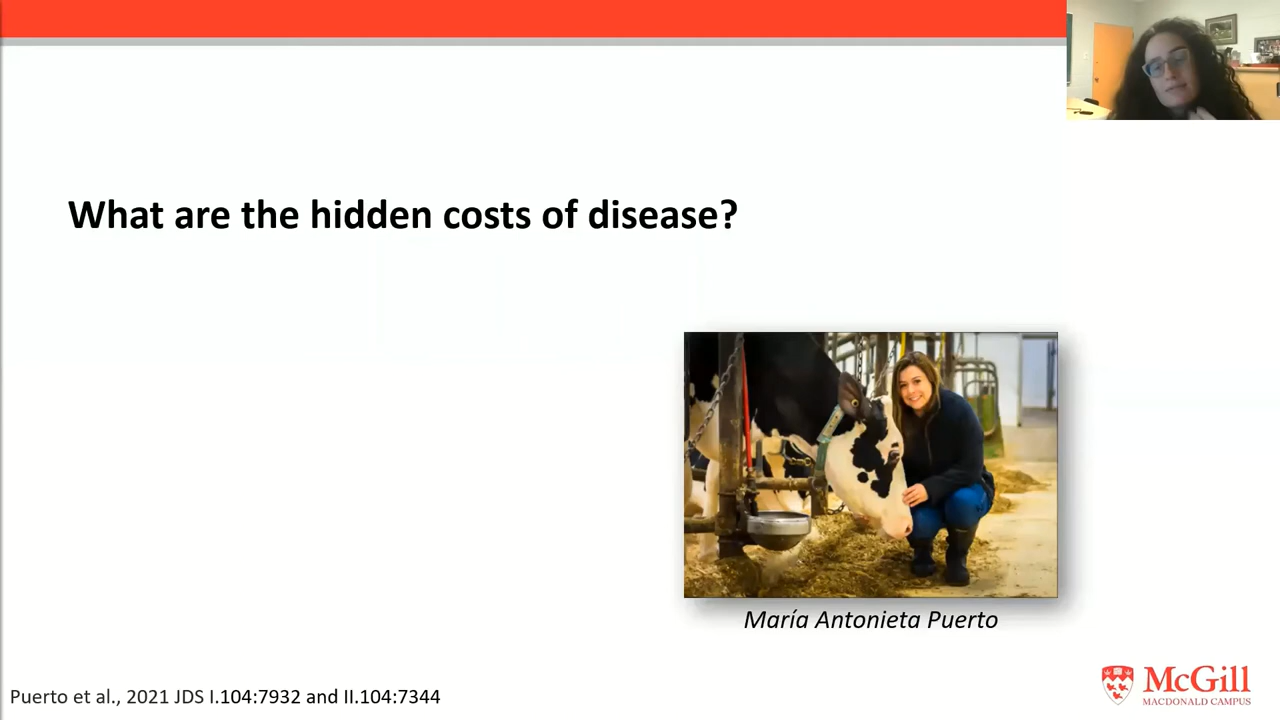 What are the hidden costs of disease?
María Antonieta Puerto
Puerto et al., 2021 JDS I.104:7932 and II.104:7344
McGill
MACDONALD CAMPUS